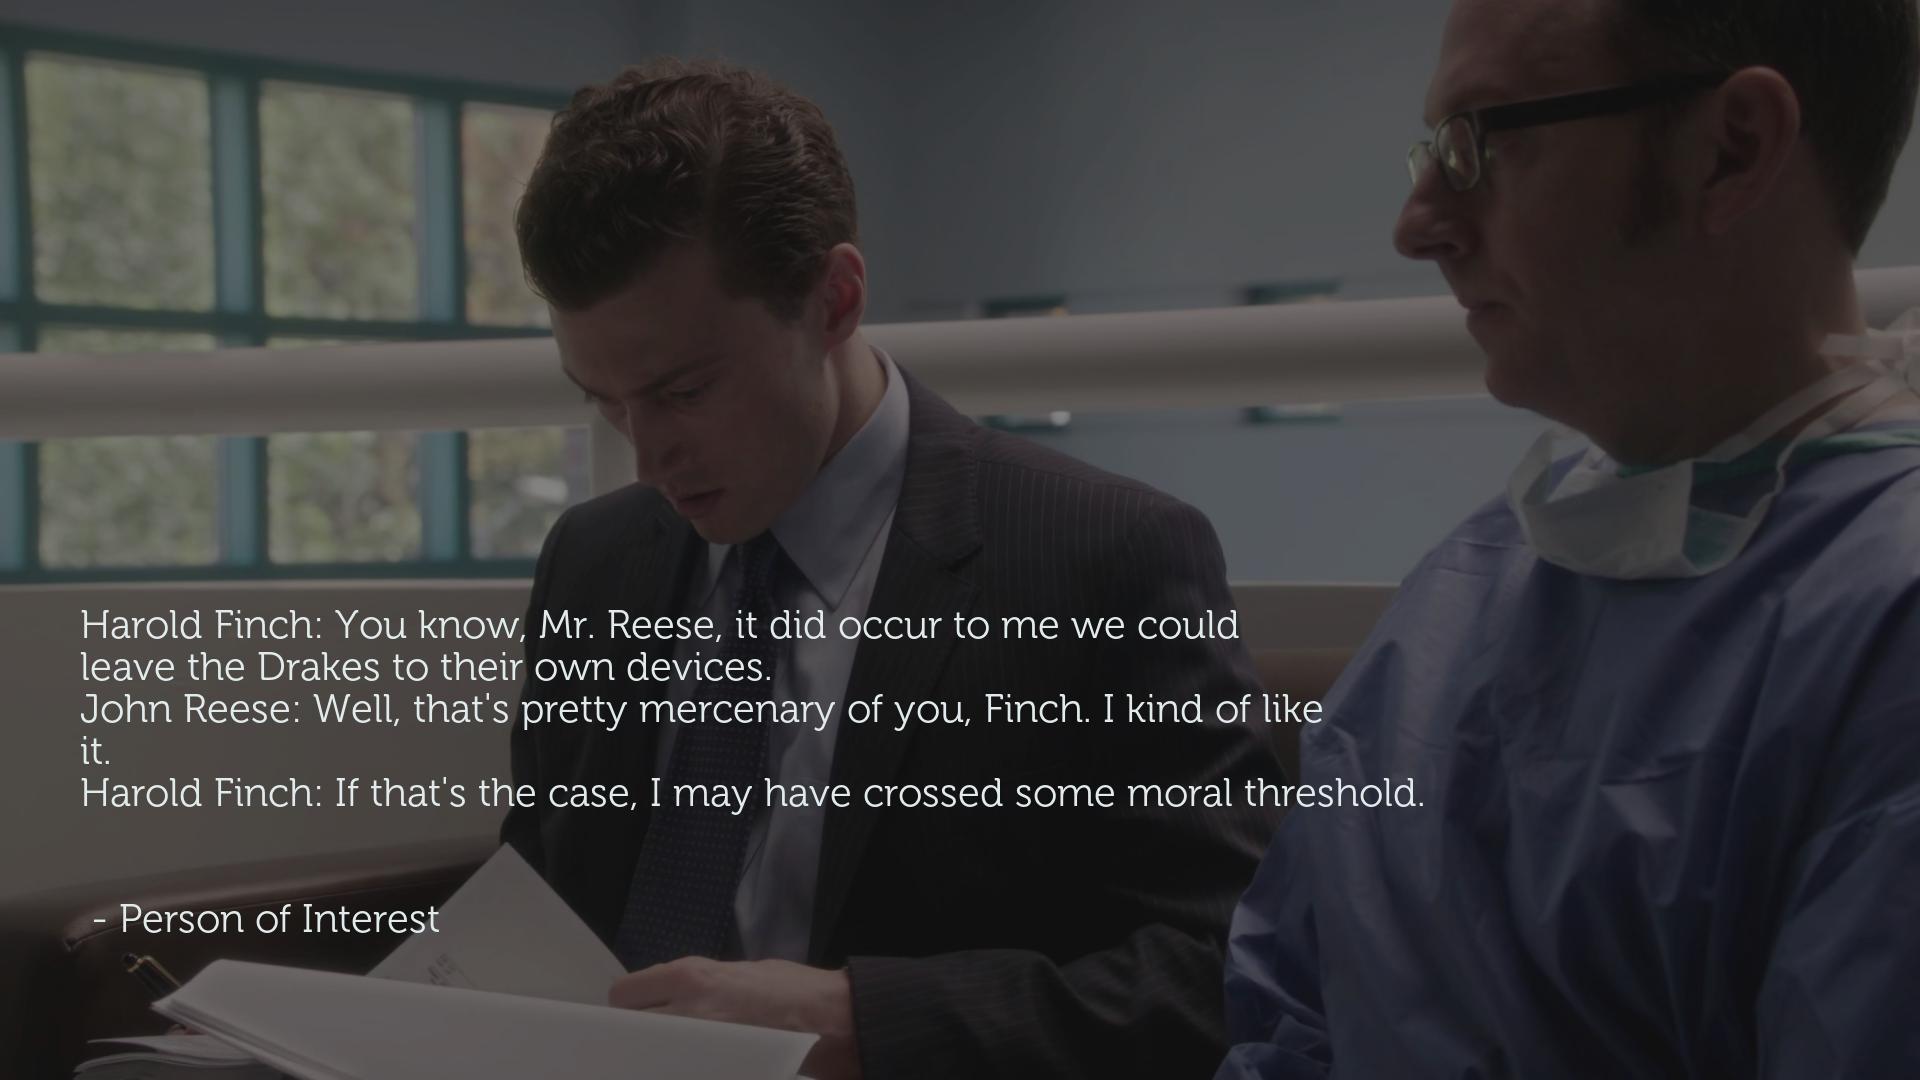 Harold Finch: You know, Mr. Reese, it did occur to me we could
leave the Drakes to their own devices.
John Reese: Well, that's pretty mercenary of you, Finch. I kind of like
it.
Harold Finch: If that's the case, I may have crossed some moral threshold.
- Person of Interest